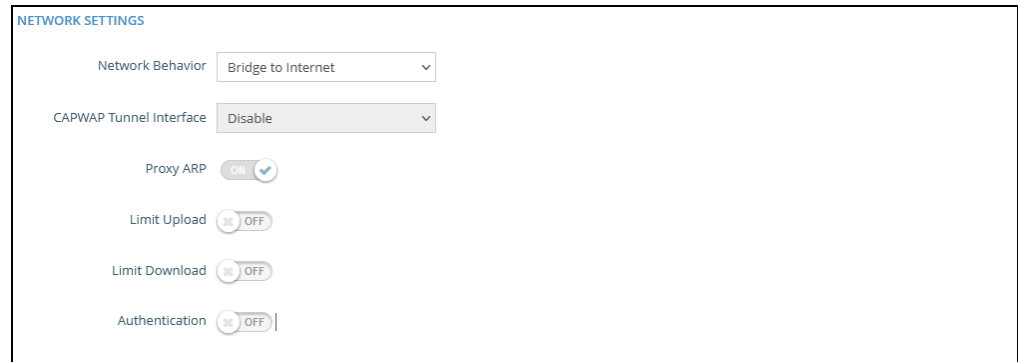 NETWORK SETTINGS
Network Behavior Bridge to Internet
CAPWAP Tunnel Interface Disable
Proxy ARP ON
Limit Upload OFF
Limit Download OFF
Authentication OFF